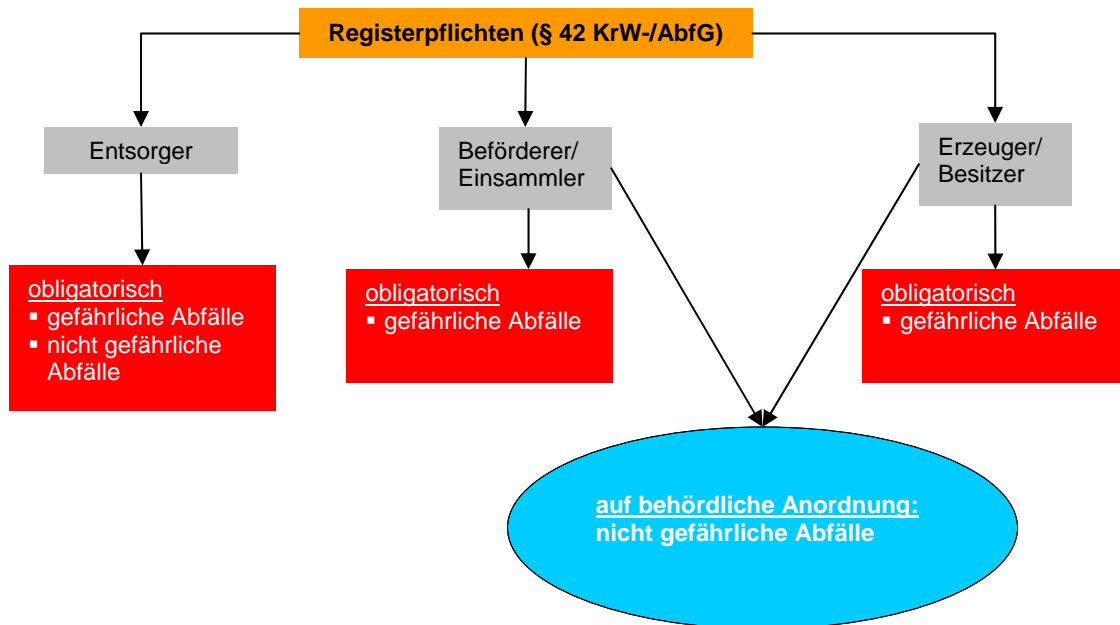 Registerpflichten (§ 42 KrW-/AbfG)
Entsorger
Beförderer/
Einsammler
Erzeuger/
Besitzer
obligatorisch
▪ gefährliche Abfälle
▪ nicht gefährliche
Abfälle
obligatorisch
▪ gefährliche Abfälle
obligatorisch
▪ gefährliche Abfälle
auf behördliche Anordnung:
nicht gefährliche Abfälle